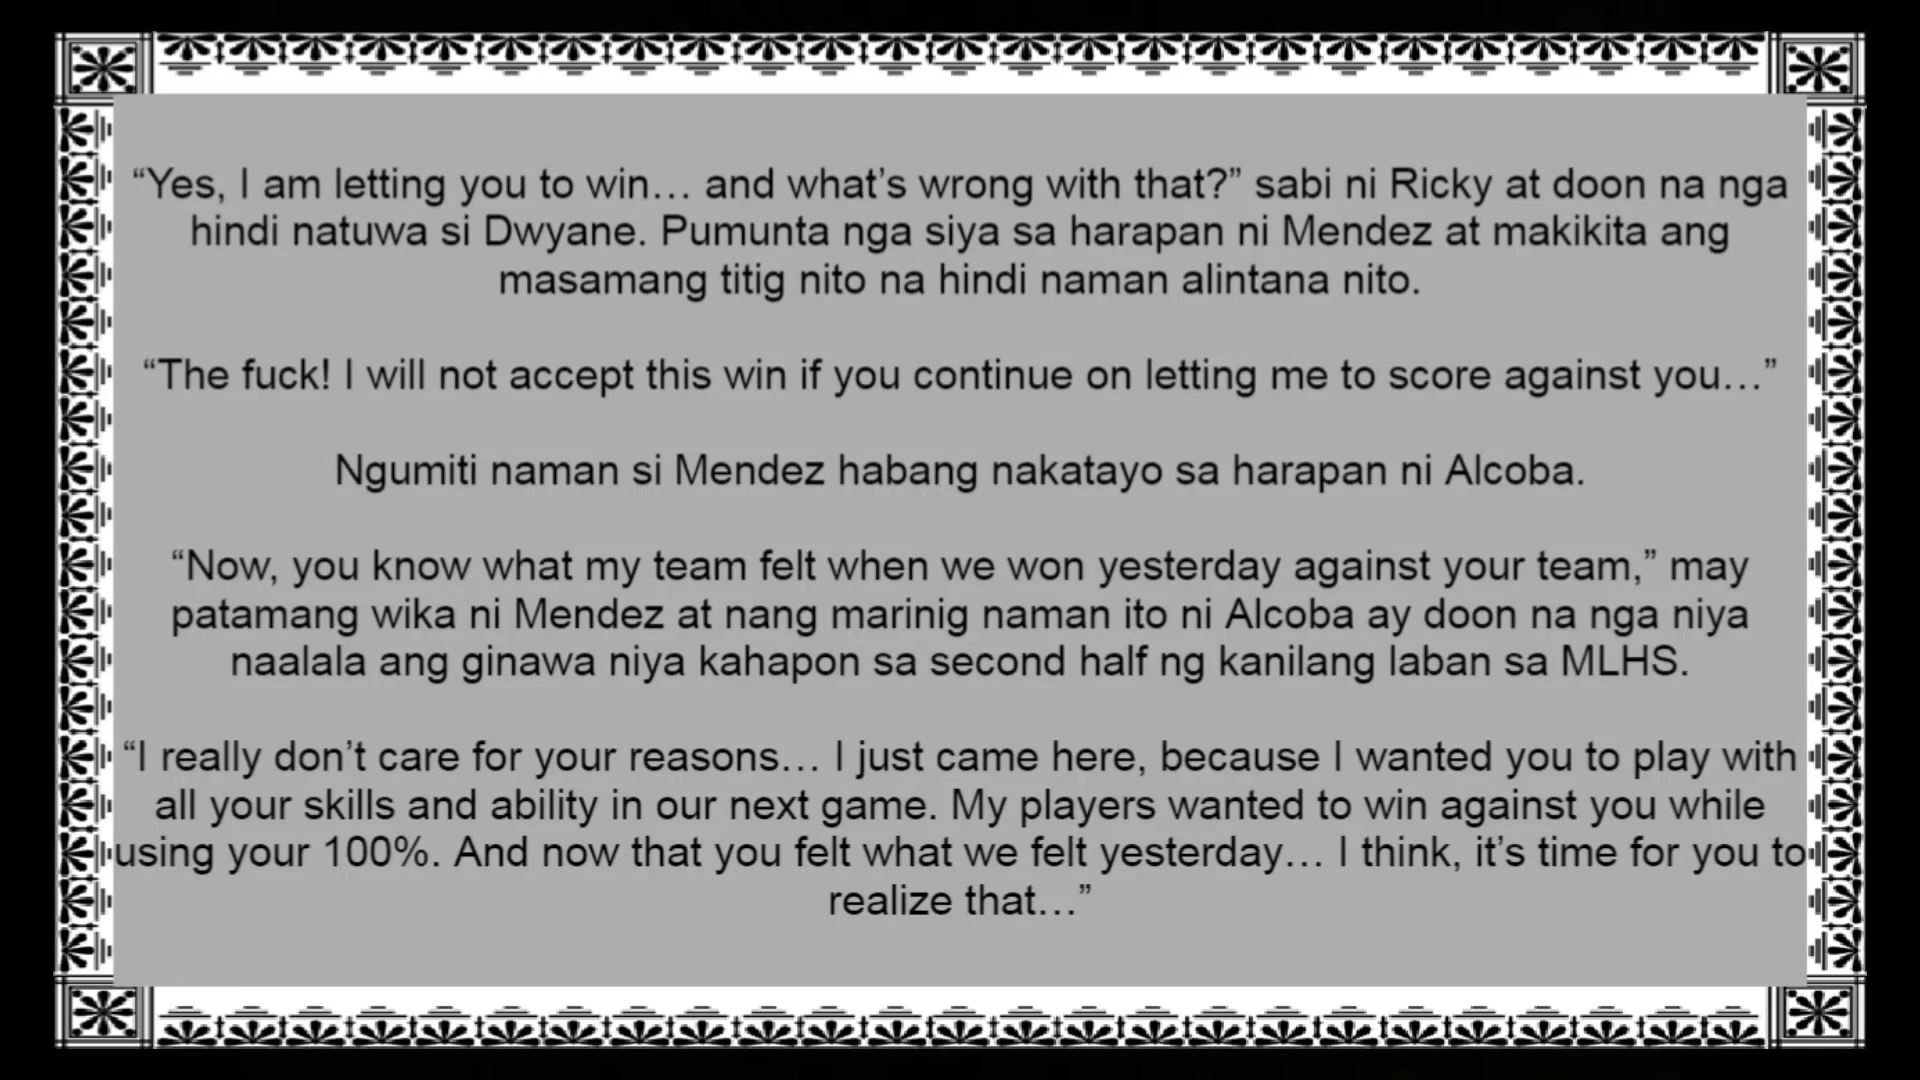 “Yes, I am letting you to win… and what’s wrong with that?” sabi ni Ricky at doon na nga
hindi natuwa si Dwyane. Pumunta nga siya sa harapan ni Mendez at makikita ang
masamang titig nito na hindi naman alintana nito.
“The fuck! I will not accept this win if you continue on letting me to score against you…”
Ngumiti naman si Mendez habang nakatayo sa harapan ni Alcoba.
“Now, you know what my team felt when we won yesterday against your team,” may
patamang wika ni Mendez at nang marinig naman ito ni Alcoba ay doon na nga niya
naalala ang ginawa niya kahapon sa second half ng kanilang laban sa MLHS.
“I really don’t care for your reasons… I just came here, because I wanted you to play with
all your skills and ability in our next game. My players wanted to win against you while
using your 100%. And now that you felt what we felt yesterday… I think, it’s time for you to
realize that…”